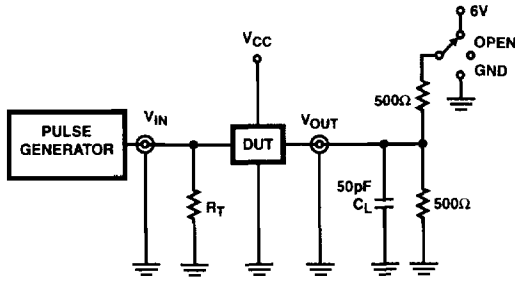 6V
OPEN
GND
VCC
500Ω
VIN
VOUT
PULSE
GENERATOR
DUT
50pF
CL
RT
500Ω